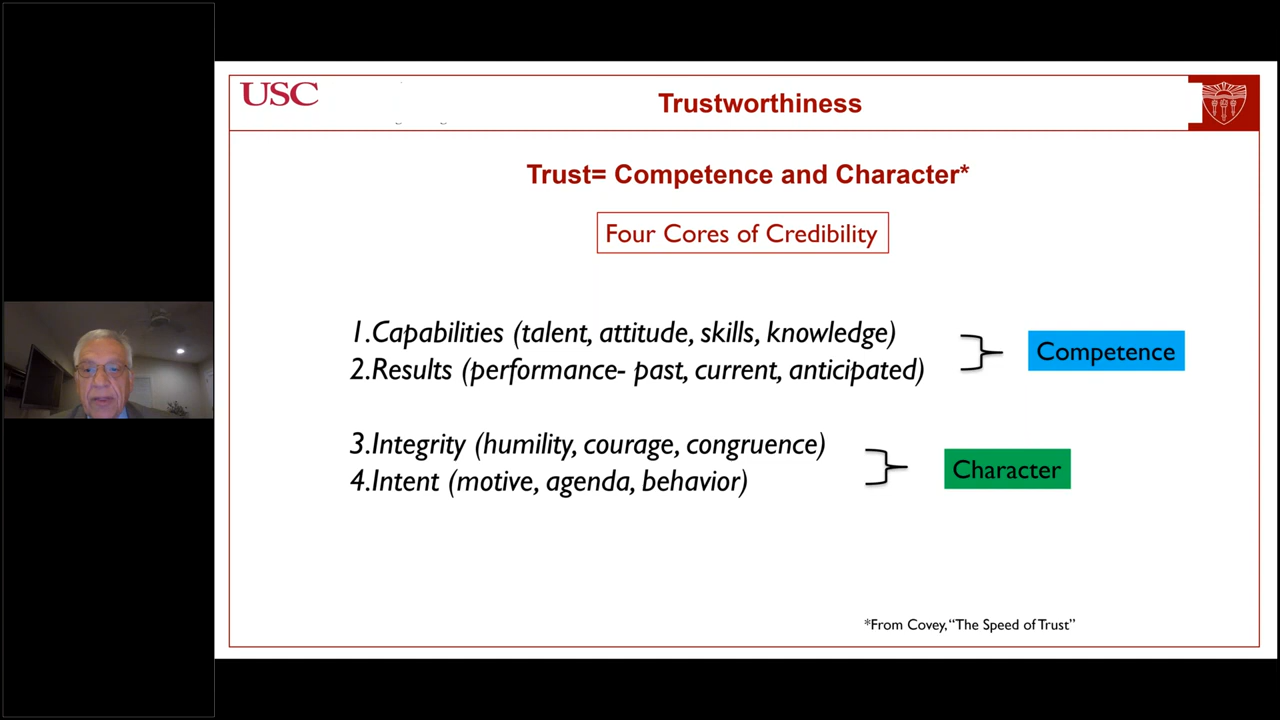 USC
Trustworthiness
Trust= Competence and Character*
Four Cores of Credibility
1.Capabilities (talent, attitude, skills, knowledge)
2.Results (performance- past, current, anticipated)
Competence
3.Integrity (humility, courage, congruence)
4.Intent (motive, agenda, behavior)
Character
*From Covey, “The Speed of Trust”